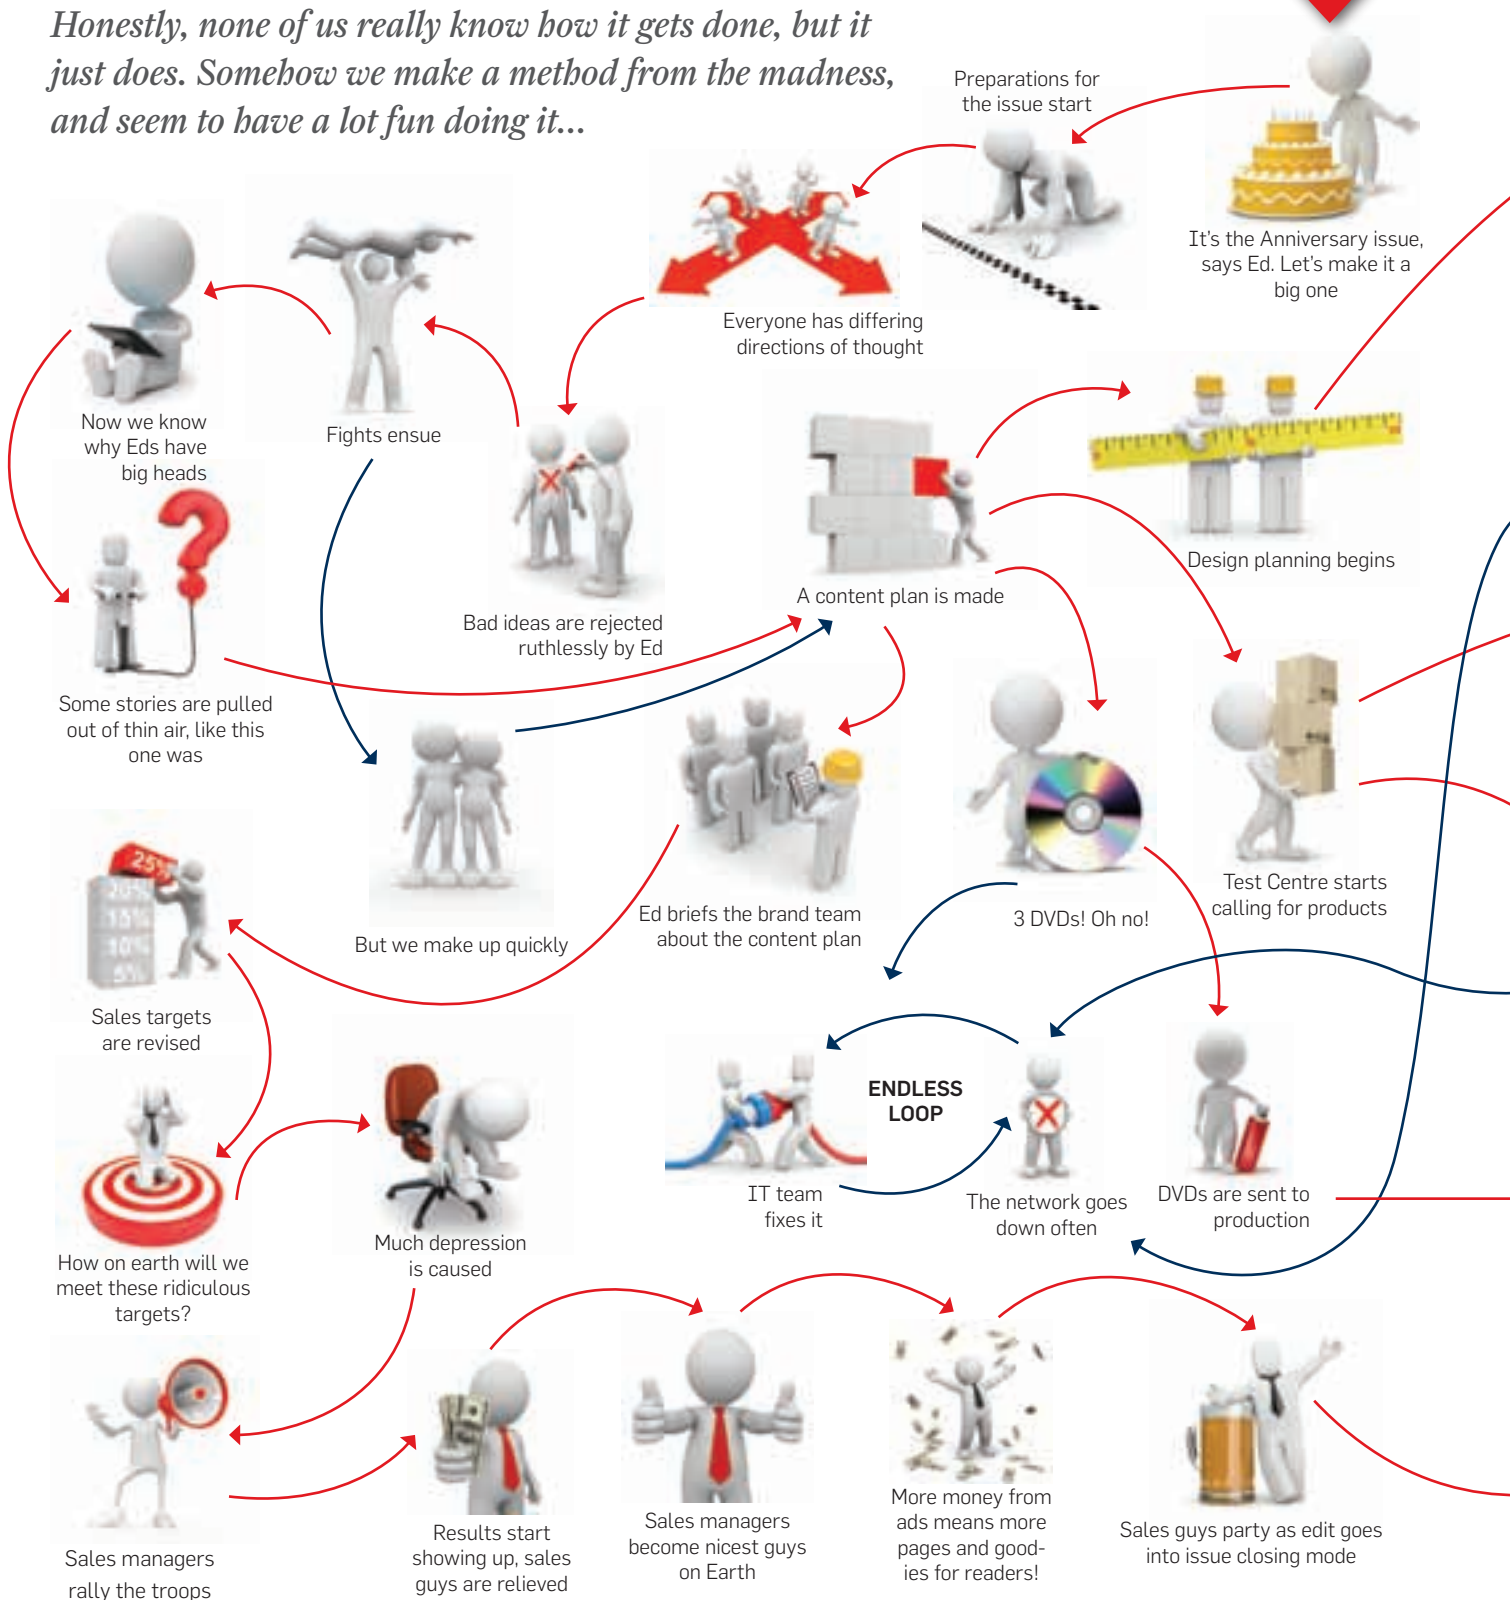 Honestly, none of us really know how it gets done, but it
just does. Somehow we make a method from the madness,
and seem to have a lot fun doing it...
It's the Anniversary issue,
says Ed. Let's make it a
big one
Preparations for
the issue start
Everyone has differing
directions of thought
Bad ideas are rejected
ruthlessly by Ed
Fights ensue
Now we know
why Eds have
big heads
Some stories are pulled
out of thin air, like this
one was
But we make up quickly
A content plan is made
Design planning begins
Test Centre starts
calling for products
3 DVDs! Oh no!
Ed briefs the brand team
about the content plan
25%
20%
15%
10%
5%
Sales targets
are revised
How on earth will we
meet these ridiculous
targets?
Much depression
is caused
ENDLESS
LOOP
IT team
fixes it
The network goes
down often
DVDs are sent to
production
Sales managers
rally the troops
Results start
showing up, sales
guys are relieved
Sales managers
become nicest guys
on Earth
More money from
ads means more
pages and good-
ies for readers!
Sales guys party as edit goes
into issue closing mode